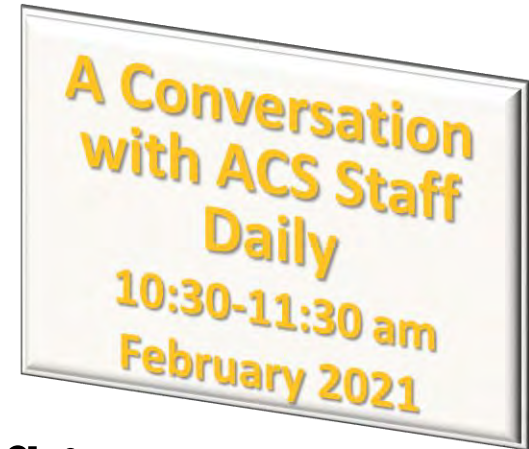 A Conversation
with ACS Staff
Daily
10:30-11:30 am
February 2021